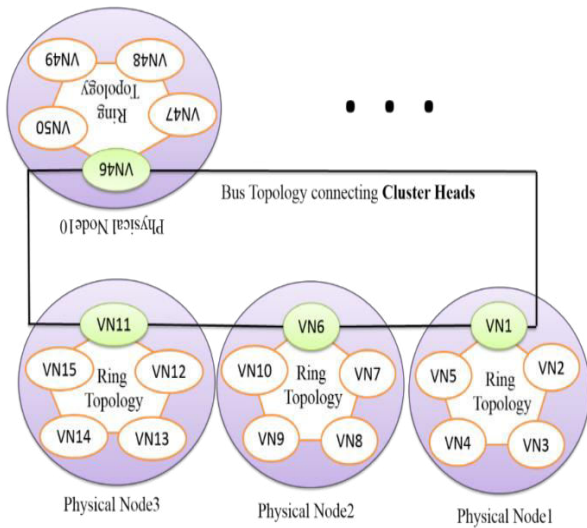 VN49
VN48
Ring
Topology
VN50
VN47
VN46
Physical Node10
Bus Topology connecting Cluster Heads
VN11
VN15
VN12
Ring
Topology
VN14
VN13
Physical Node3
VN6
VN10
VN7
Ring
Topology
VN9
VN8
Physical Node2
VN1
VN5
VN2
Ring
Topology
VN4
VN3
Physical Node1